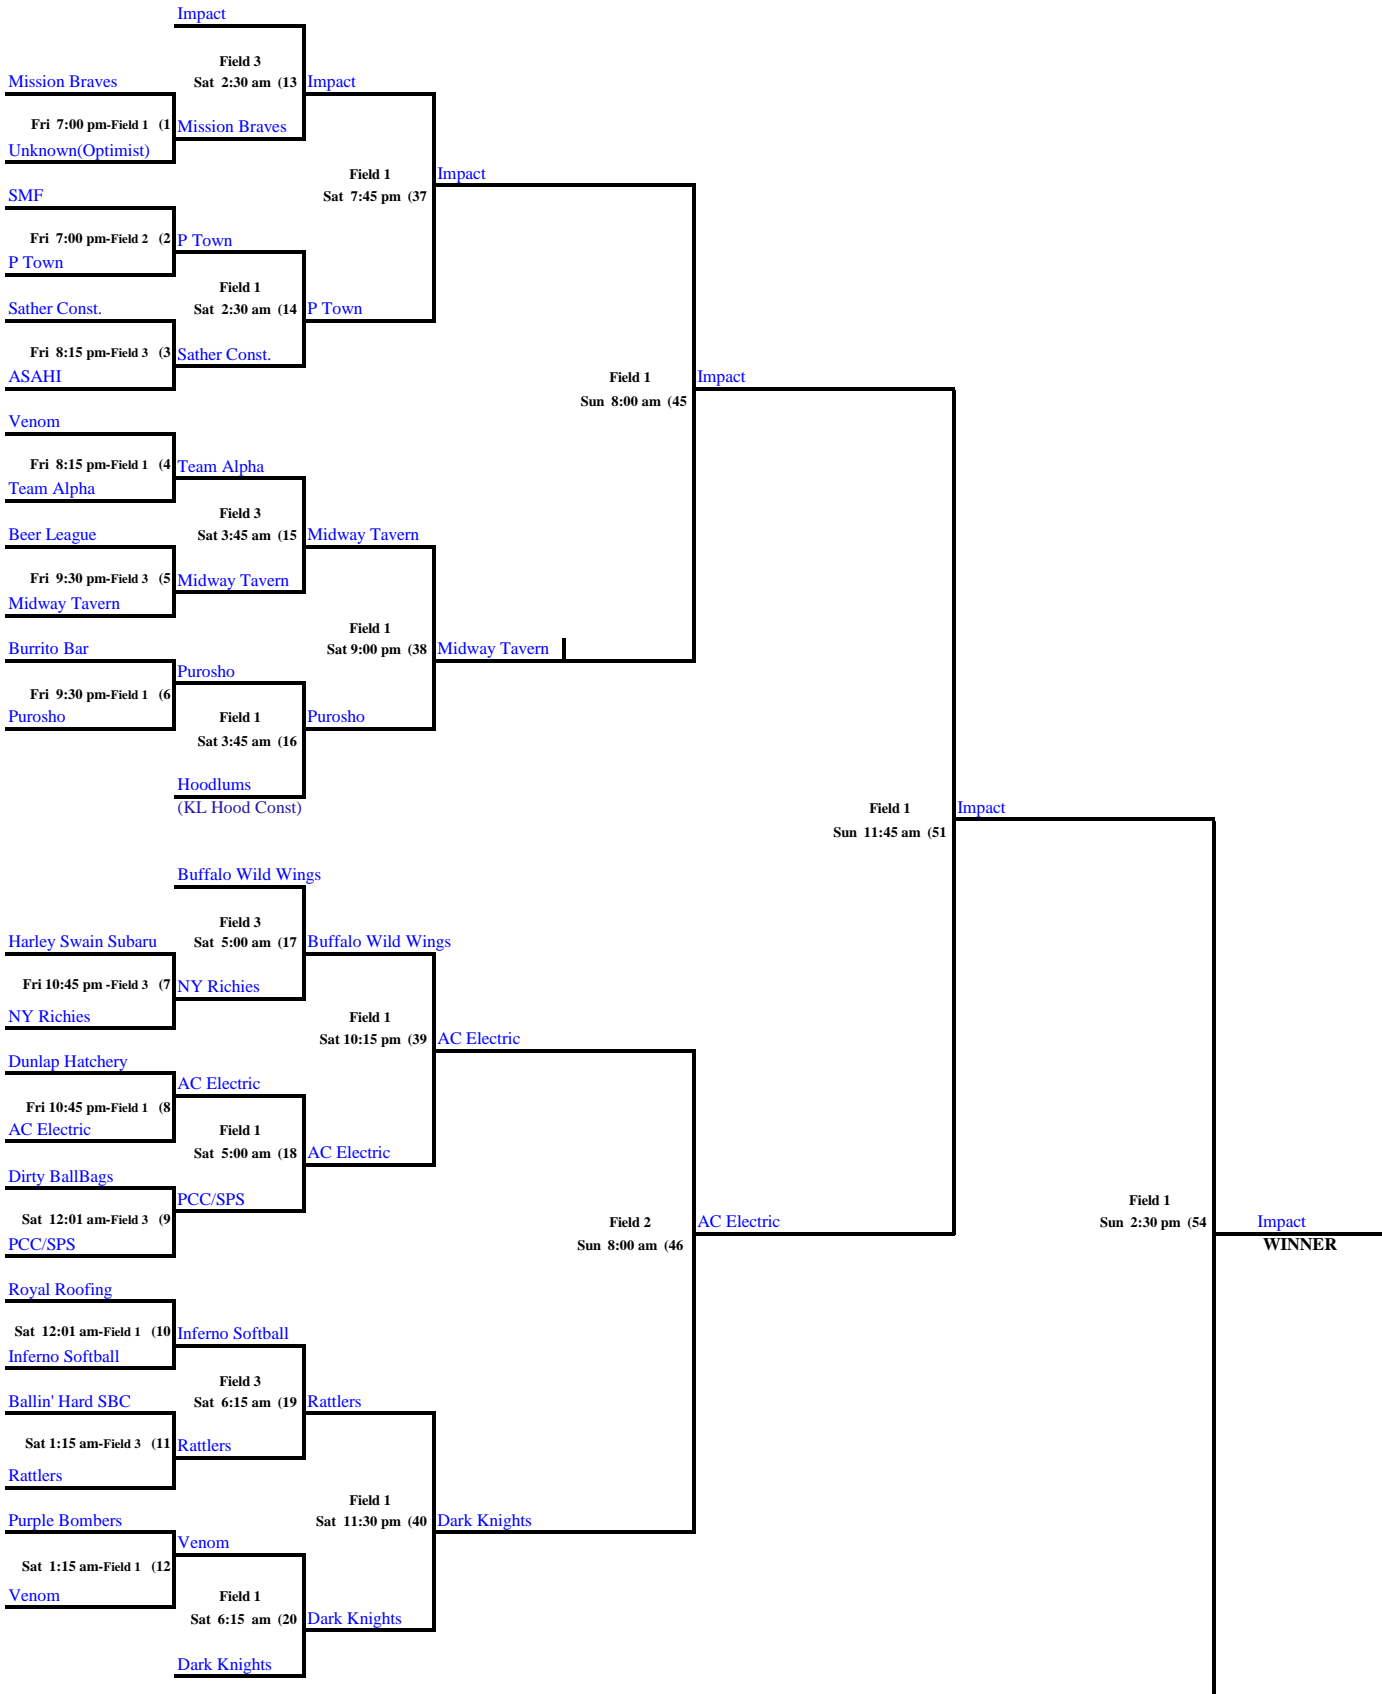 Impact
Field 3
Mission Braves
Sat 2:30 am (13
Impact
Fri 7:00 pm-Field 1 (1
Mission Braves
Unknown(Optimist)
Field 1
Impact
SMF
Sat 7:45 pm (37
Fri 7:00 pm-Field 2 (2
P Town
P Town
Field 1
Sather Const.
Sat 2:30 am (14
P Town
Fri 8:15 pm-Field 3 (3
Sather Const.
ASAHI
Field 1
Impact
Sun 8:00 am (45
Venom
Fri 8:15 pm-Field 1 (4
Team Alpha
Team Alpha
Field 3
Beer League
Sat 3:45 am (15
Midway Tavern
Fri 9:30 pm-Field 3 (5
Midway Tavern
Midway Tavern
Field 1
Burrito Bar
Sat 9:00 pm (38
Midway Tavern
Purosho
Fri 9:30 pm-Field 1 (6
Purosho
Field 1
Purosho
Sat 3:45 am (16
Hoodlums
(KL Hood Const)
Field 1
Impact
Sun 11:45 am (51
Buffalo Wild Wings
Field 3
Harley Swain Subaru
Sat 5:00 am (17
Buffalo Wild Wings
Fri 10:45 pm -Field 3 (7
NY Richies
NY Richies
Field 1
Sat 10:15 pm (39
AC Electric
Dunlap Hatchery
AC Electric
Fri 10:45 pm-Field 1 (8
AC Electric
Field 1
Sat 5:00 am (18
AC Electric
Dirty BallBags
PCC/SPS
Field 1
Sat 12:01 am-Field 3 (9
Field 2
AC Electric
Sun 2:30 pm (54
Impact
PCC/SPS
Sun 8:00 am (46
WINNER
Royal Roofing
Sat 12:01 am-Field 1 (10
Inferno Softball
Inferno Softball
Field 3
Ballin' Hard SBC
Sat 6:15 am (19
Rattlers
Sat 1:15 am-Field 3 (11
Rattlers
Rattlers
Field 1
Purple Bombers
Sat 11:30 pm (40
Dark Knights
Venom
Sat 1:15 am-Field 1 (12
Venom
Field 1
Sat 6:15 am (20
Dark Knights
Dark Knights